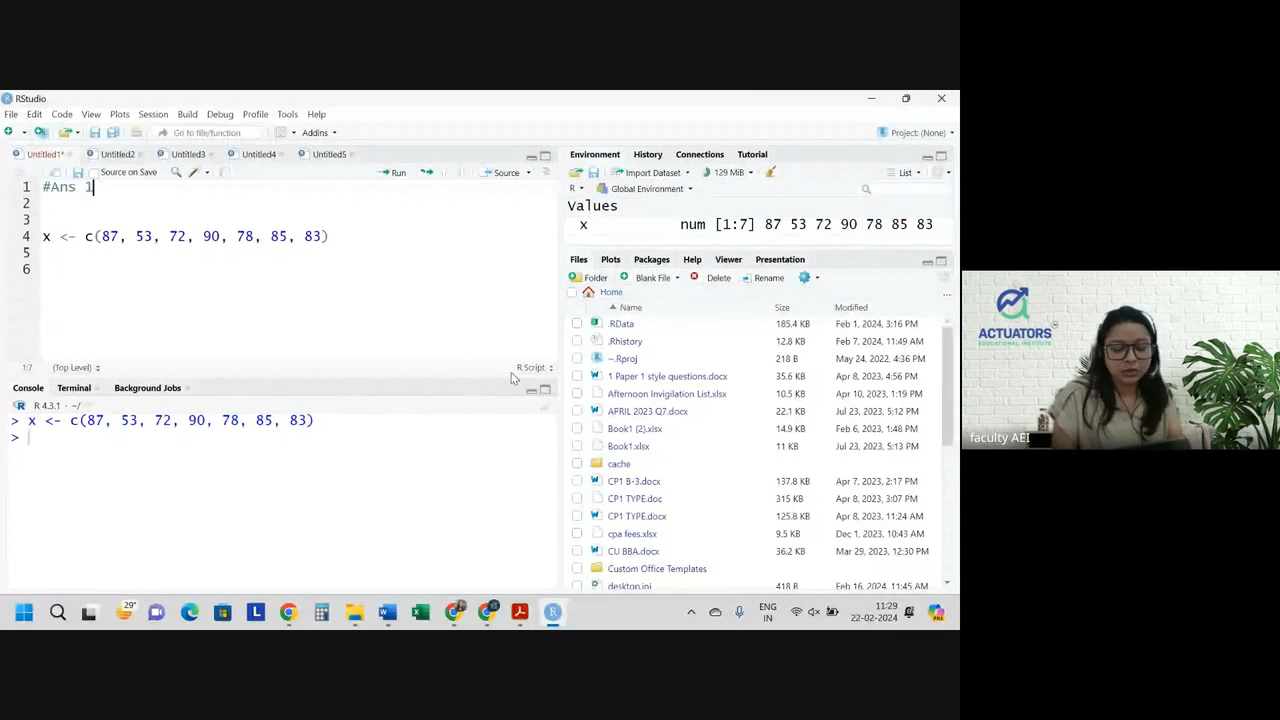 RStudio
File Edit Code View Plots Session Build Debug Profile Tools Help
Go to file/function Addins Project: (None)
Untitled1* Untitled2 Untitled3 Untitled4 Untitled5
Source on Save Run Source
1 #Ans 1
2
3
4 x <- c(87, 53, 72, 90, 78, 85, 83)
5
6
1:7 (Top Level) R Script
Console Terminal Background Jobs
R 4.3.1 · ~/
> x <- c(87, 53, 72, 90, 78, 85, 83)
>
Environment History Connections Tutorial
Import Dataset 129 MiB List
R Global Environment
Values
x num [1:7] 87 53 72 90 78 85 83
Files Plots Packages Help Viewer Presentation
Folder Blank File Delete Rename
Home
Name Size Modified
.RData 185.4 KB Feb 1, 2024, 3:16 PM
.Rhistory 12.8 KB Feb 7, 2024, 11:49 AM
~.Rproj 218 B May 24, 2022, 4:36 PM
1 Paper 1 style questions.docx 35.6 KB Apr 8, 2023, 4:56 PM
Afternoon Invigilation List.xlsx 10.5 KB Apr 10, 2023, 1:19 PM
APRIL 2023 Q7.docx 22.1 KB Jul 23, 2023, 5:12 PM
Book1 (2).xlsx 14.9 KB Feb 6, 2023, 1:48 PM
Book1.xlsx 11 KB Jul 23, 2023, 5:13 PM
cache
CP1 B-3.docx 137.8 KB Apr 7, 2023, 2:17 PM
CP1 TYPE.doc 315 KB Apr 8, 2023, 3:07 PM
CP1 TYPE.docx 125.8 KB Apr 8, 2023, 11:24 AM
cpa fees.xlsx 9.5 KB Dec 1, 2023, 10:43 AM
CU BBA.docx 36.2 KB Mar 29, 2023, 12:30 PM
Custom Office Templates
desktop.ini 418 B Feb 16, 2024, 11:45 AM
29°
ENG
IN
11:29
22-02-2024
ACTUATORS
EDUCATIONAL INSTITUTE
faculty AEI